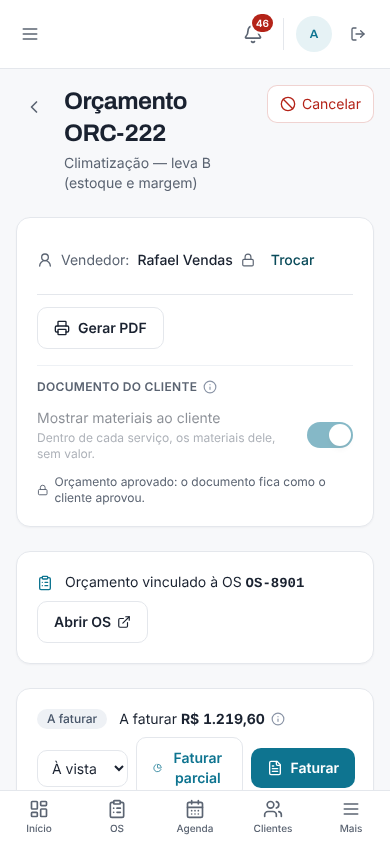 46
A
Orçamento
ORC-222
Cancelar
Climatização — leva B
(estoque e margem)
Vendedor: Rafael Vendas Trocar
Gerar PDF
DOCUMENTO DO CLIENTE
Mostrar materiais ao cliente
Dentro de cada serviço, os materiais dele,
sem valor.
Orçamento aprovado: o documento fica como o
cliente aprovou.
Orçamento vinculado à OS OS-8901
Abrir OS
A faturar A faturar R$ 1.219,60
À vista
Faturar
parcial
Faturar
Início OS Agenda Clientes Mais